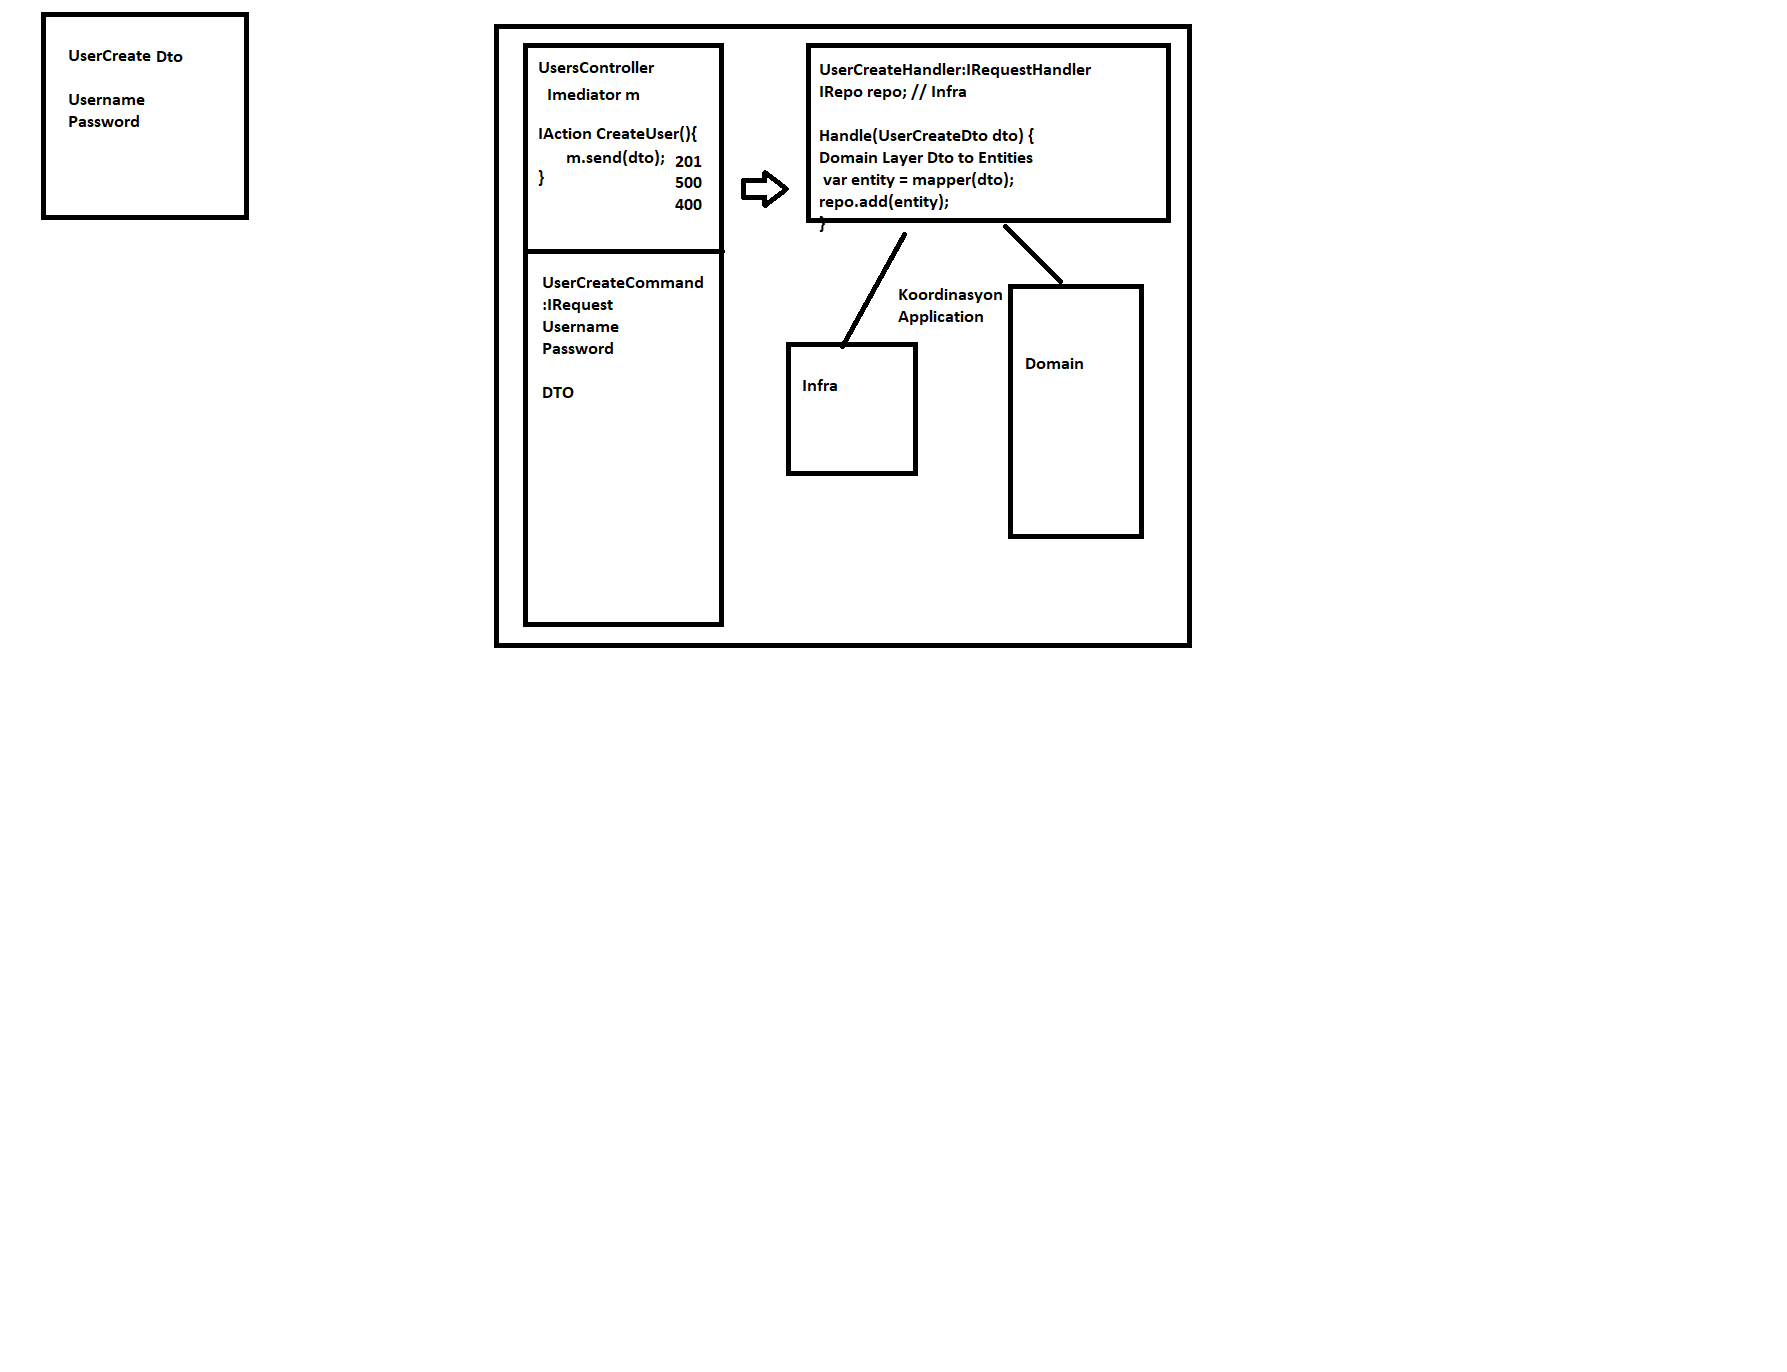 UserCreate Dto
Username
Password
UsersController
Imediator m
IAction CreateUser(){
m.send(dto);
}
201
500
400
UserCreateCommand
:IRequest
Username
Password
DTO
UserCreateHandler:IRequestHandler
IRepo repo; // Infra
Handle(UserCreateDto dto) {
Domain Layer Dto to Entities
var entity = mapper(dto);
repo.add(entity);
}
Koordinasyon
Application
Infra
Domain